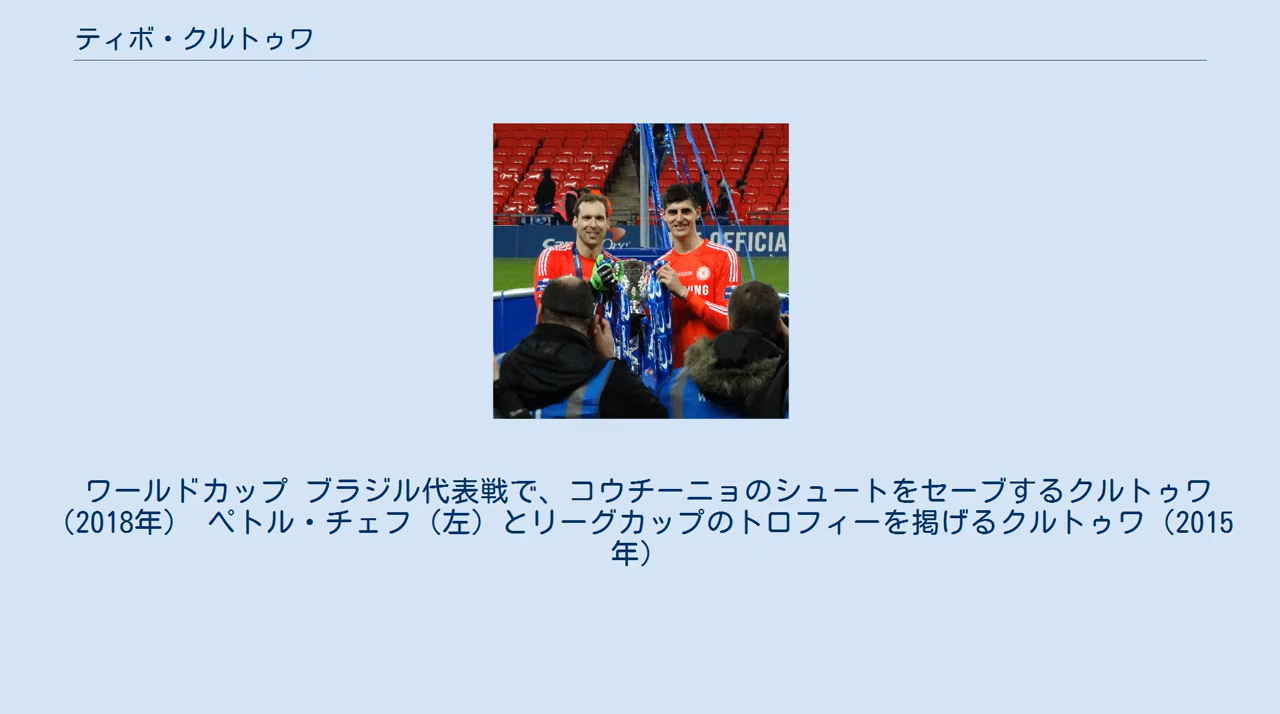 ティボ・クルトゥワ
OFFICIA
ワールドカップ ブラジル代表戦で、コウチーニョのシュートをセーブするクルトゥワ
（2018年） ペトル・チェフ（左）とリーグカップのトロフィーを掲げるクルトゥワ（2015
年）